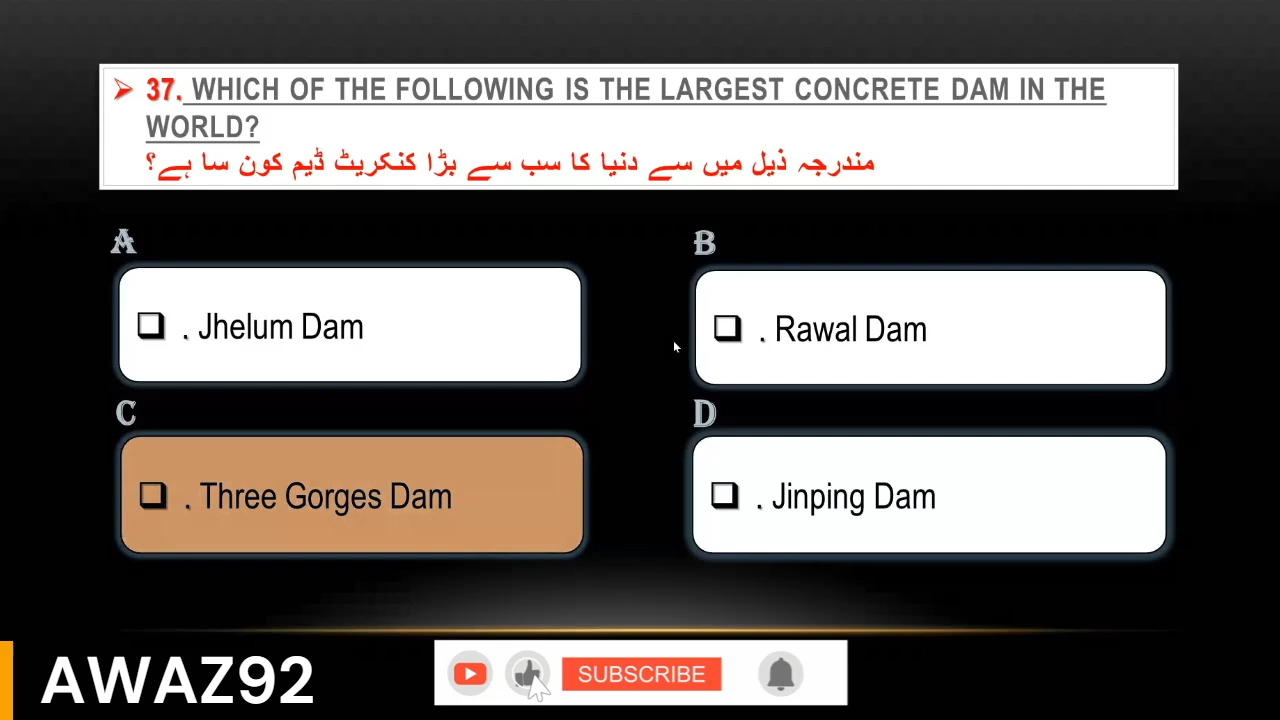 37. WHICH OF THE FOLLOWING IS THE LARGEST CONCRETE DAM IN THE
WORLD?
مندرجہ ذیل میں سے دنیا کا سب سے بڑا کنکریٹ ڈیم کون سا ہے؟
A
B
. Jhelum Dam
. Rawal Dam
C
D
. Three Gorges Dam
. Jinping Dam
AWAZ92
SUBSCRIBE